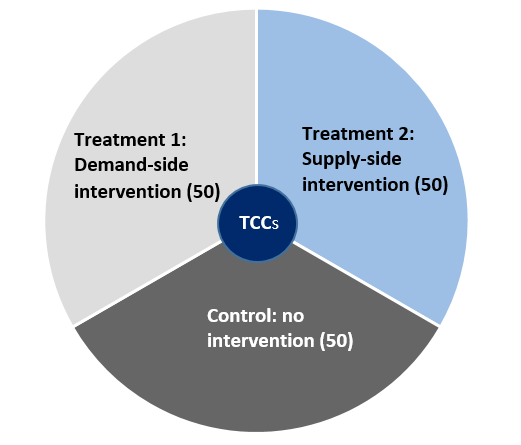 Treatment 1:
Demand-side
intervention (50)
Treatment 2:
Supply-side
intervention (50)
TCCs
Control: no
intervention (50)